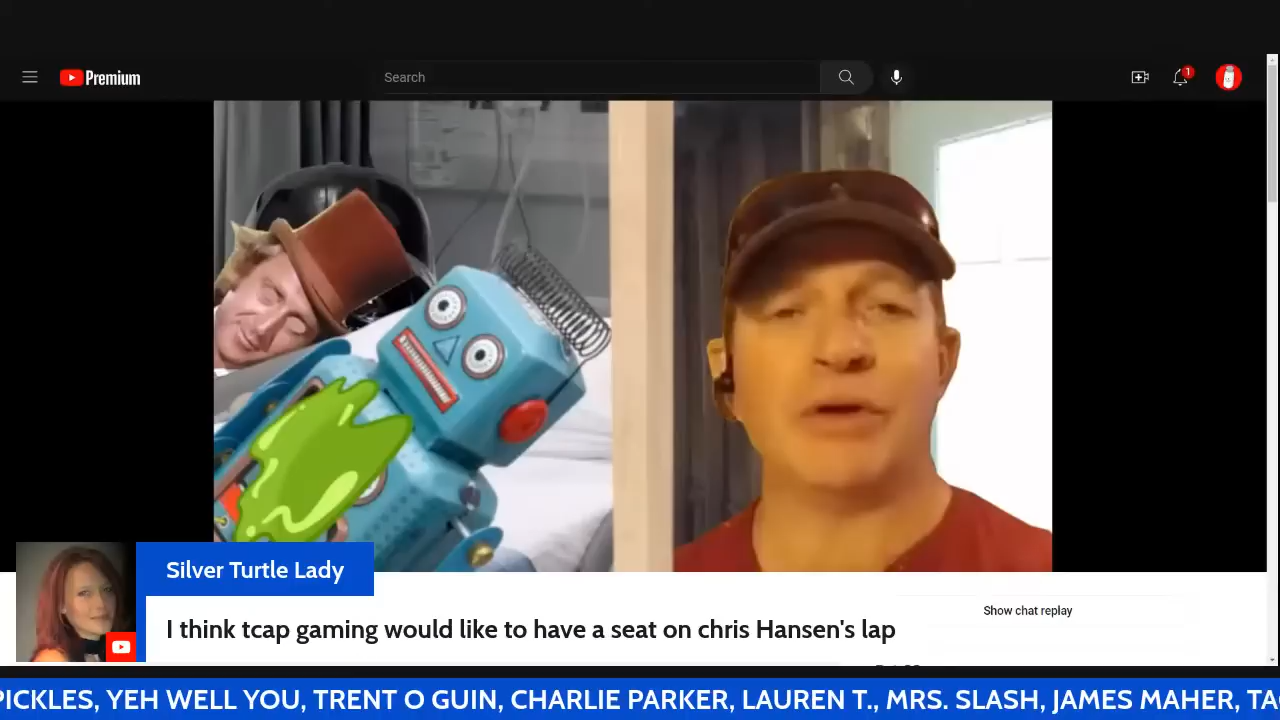 Premium
Search
1
Silver Turtle Lady
I think tcap gaming would like to have a seat on chris Hansen's lap
Show chat replay
PICKLES, YEH WELL YOU, TRENT O GUIN, CHARLIE PARKER, LAUREN T., MRS. SLASH, JAMES MAHER, TA